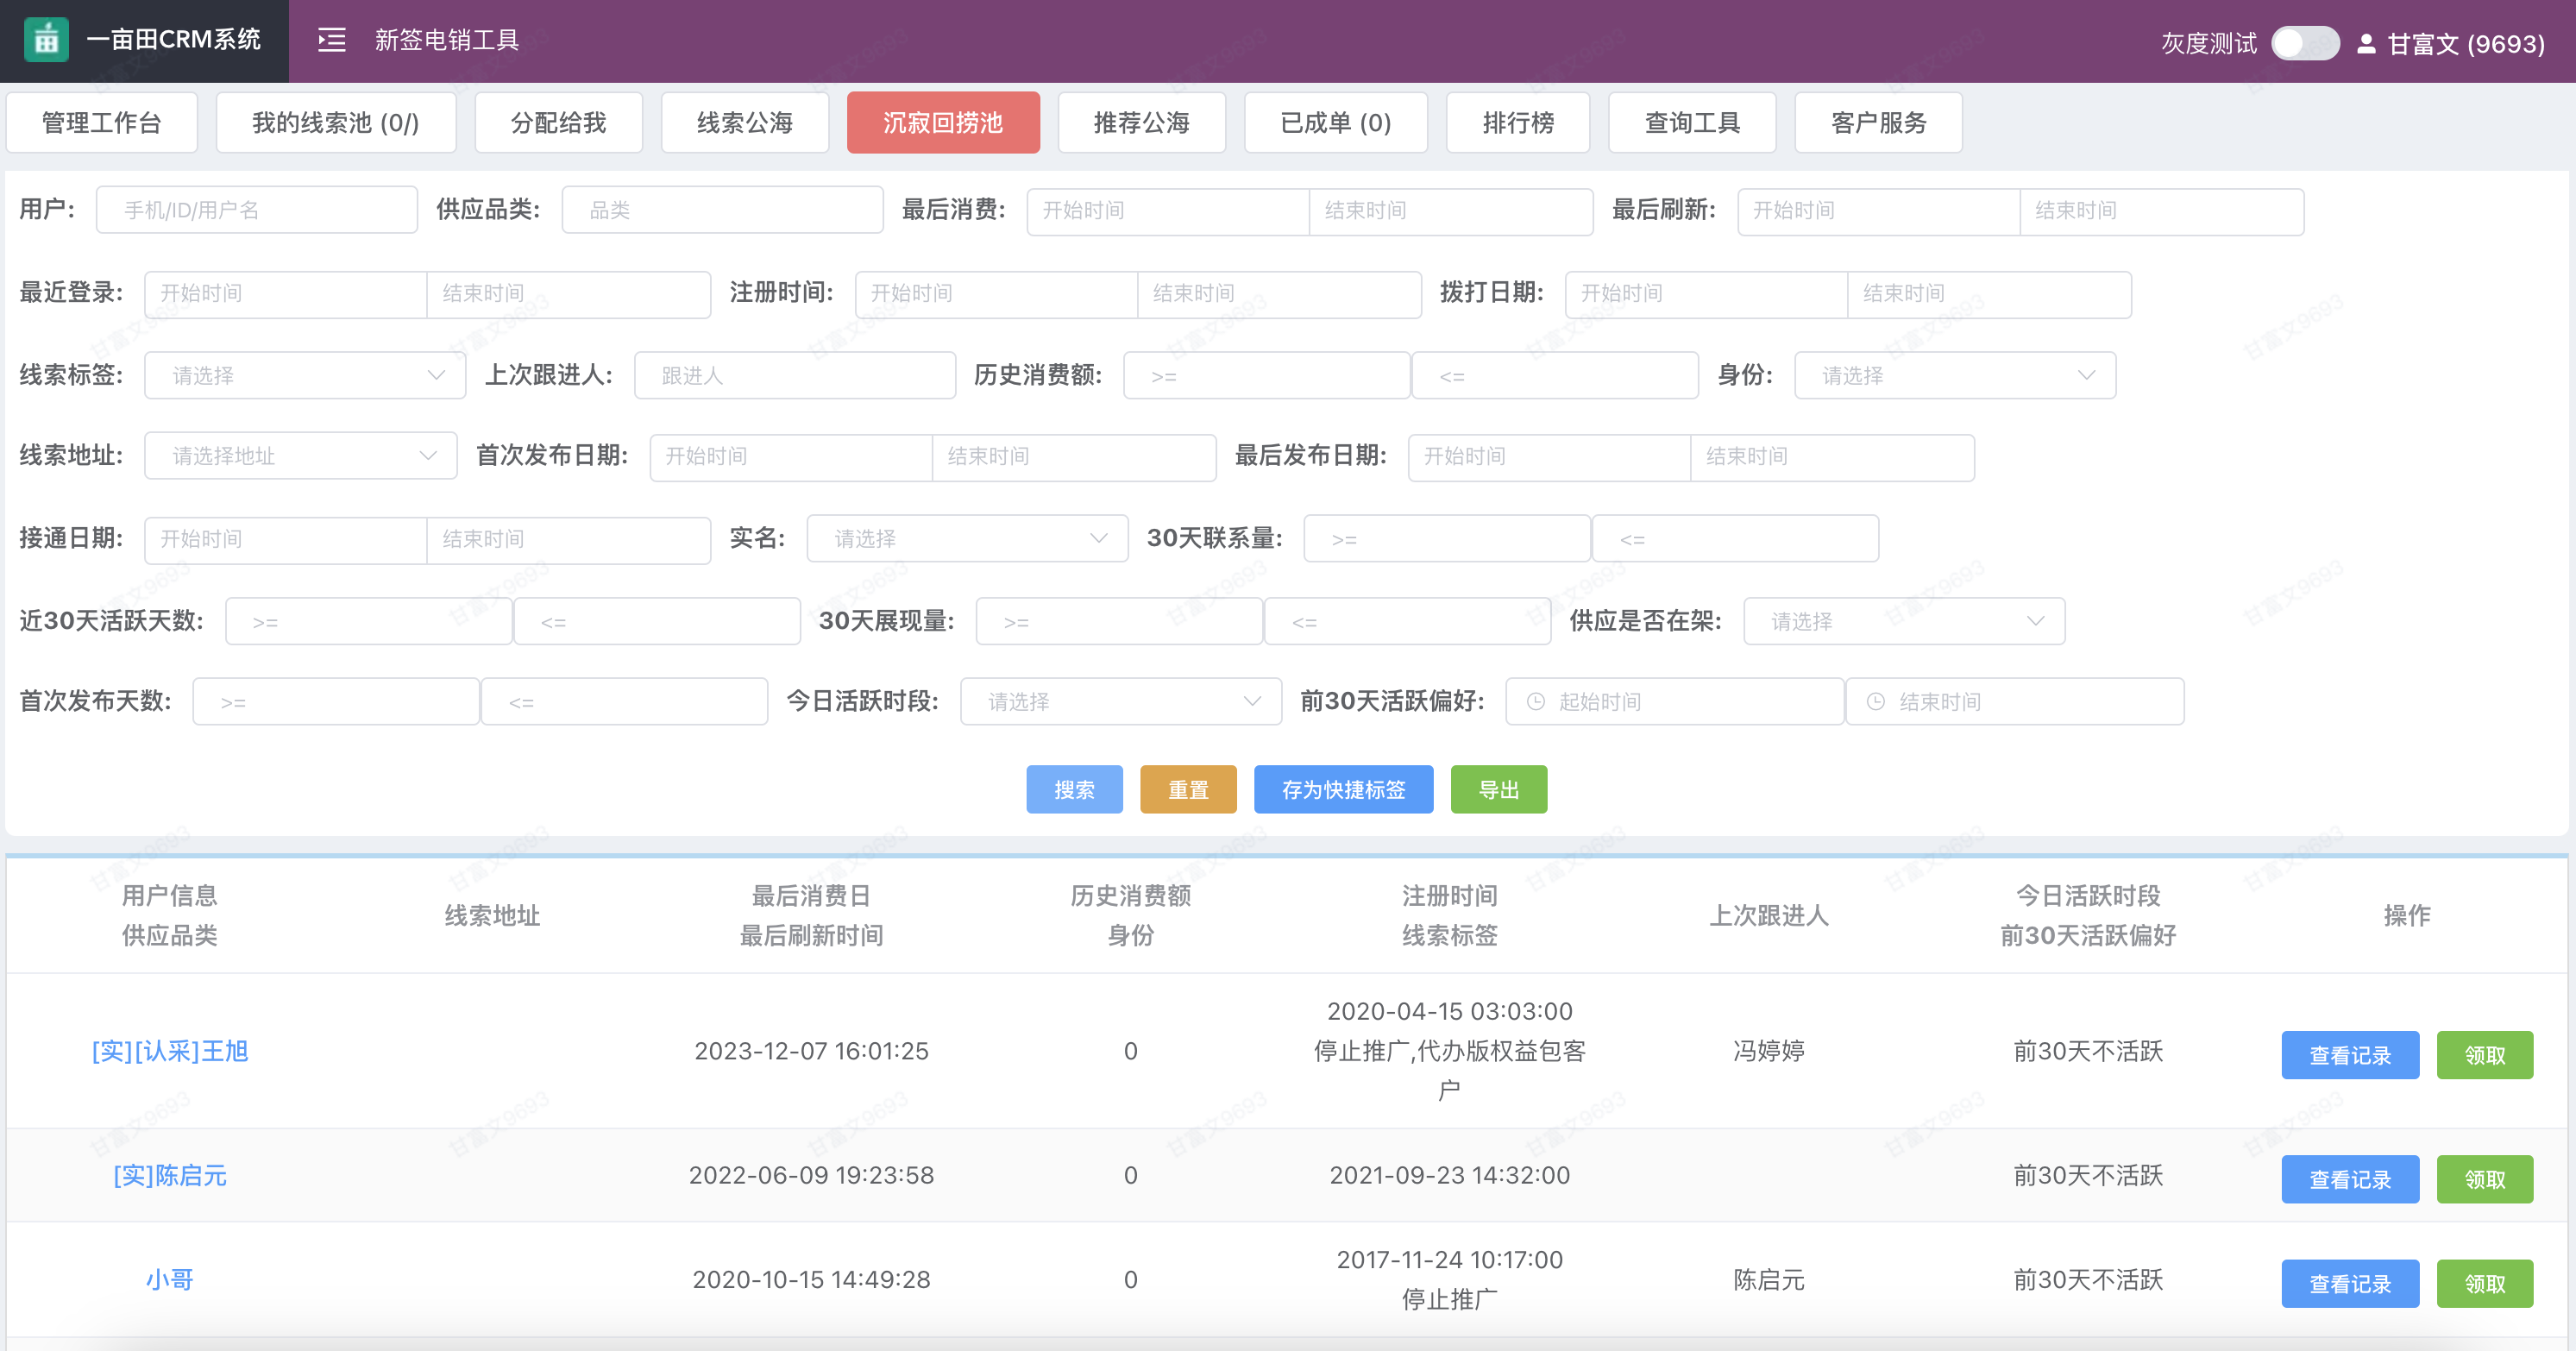 一亩田CRM系统
新签电销工具
灰度测试
甘富文 (9693)
管理工作台
我的线索池 (0/)
分配给我
线索公海
沉寂回捞池
推荐公海
已成单 (0)
排行榜
查询工具
客户服务
用户: 手机/ID/用户名 供应品类: 品类 最后消费: 开始时间 结束时间 最后刷新: 开始时间 结束时间
最近登录: 开始时间 结束时间 注册时间: 开始时间 结束时间 拨打日期: 开始时间 结束时间
线索标签: 请选择 上次跟进人: 跟进人 历史消费额: >= <= 身份: 请选择
线索地址: 请选择地址 首次发布日期: 开始时间 结束时间 最后发布日期: 开始时间 结束时间
接通日期: 开始时间 结束时间 实名: 请选择 30天联系量: >= <=
近30天活跃天数: >= <= 30天展现量: >= <= 供应是否在架: 请选择
首次发布天数: >= <= 今日活跃时段: 请选择 前30天活跃偏好: 起始时间 结束时间
搜索 重置 存为快捷标签 导出
用户信息
供应品类
线索地址
最后消费日
最后刷新时间
历史消费额
身份
注册时间
线索标签
上次跟进人
今日活跃时段
前30天活跃偏好
操作
[实][认采]王旭
2023-12-07 16:01:25
0
2020-04-15 03:03:00
停止推广,代办版权益包客
户
冯婷婷
前30天不活跃
查看记录 领取
[实]陈启元
2022-06-09 19:23:58
0
2021-09-23 14:32:00
前30天不活跃
查看记录 领取
小哥
2020-10-15 14:49:28
0
2017-11-24 10:17:00
停止推广
陈启元
前30天不活跃
查看记录 领取
甘富文9693